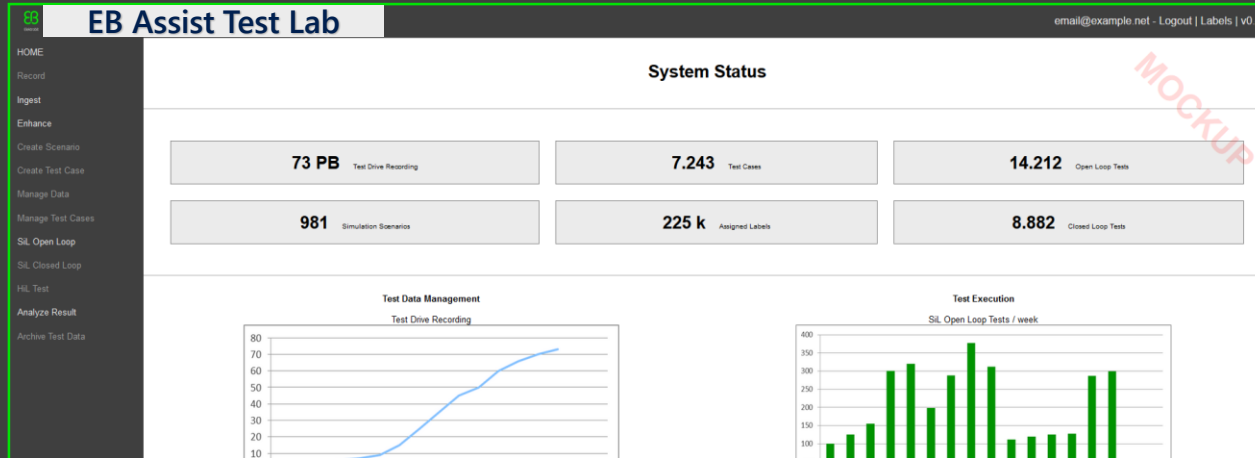 EB
EB Assist Test Lab
email@example.net - Logout | Labels | v0.
HOME
Record
Ingest
Enhance
Create Scenario
Create Test Case
Manage Data
Manage Test Cases
SiL Open Loop
SiL Closed Loop
HiL Test
Analyze Result
Archive Test Data
System Status
MOCKUP
73 PB Test Drive Recording
7.243 Test Cases
14.212 Open Loop Tests
981 Simulation Scenarios
225 k Assigned Labels
8.882 Closed Loop Tests
Test Data Management
Test Drive Recording
80
70
60
50
40
30
20
10
Test Execution
SiL Open Loop Tests / week
400
350
300
250
200
150
100